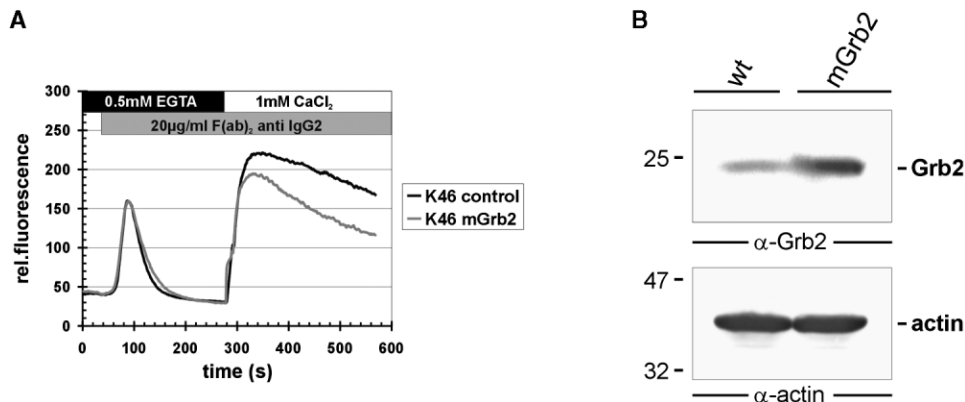 A
300
250
200
150
100
50
0
rel.fluorescence
0.5mM EGTA
1mM CaCl₂
20µg/ml F(ab)₂ anti IgG2
0 100 200 300 400 500 600
time (s)
K46 control
K46 mGrb2
B
wt
mGrb2
25
Grb2
α-Grb2
47
actin
32
α-actin